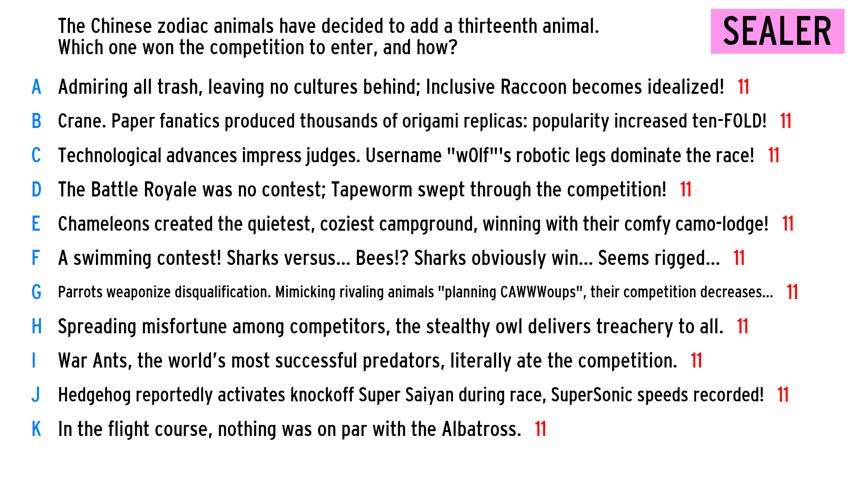 The Chinese zodiac animals have decided to add a thirteenth animal.
Which one won the competition to enter, and how?
SEALER
A Admiring all trash, leaving no cultures behind; Inclusive Raccoon becomes idealized! 11
B Crane. Paper fanatics produced thousands of origami replicas: popularity increased ten-FOLD! 11
C Technological advances impress judges. Username "w0lf"'s robotic legs dominate the race! 11
D The Battle Royale was no contest; Tapeworm swept through the competition! 11
E Chameleons created the quietest, coziest campground, winning with their comfy camo-lodge! 11
F A swimming contest! Sharks versus... Bees!? Sharks obviously win... Seems rigged... 11
G Parrots weaponize disqualification. Mimicking rivaling animals "planning CAWWWoups", their competition decreases... 11
H Spreading misfortune among competitors, the stealthy owl delivers treachery to all. 11
I War Ants, the world's most successful predators, literally ate the competition. 11
J Hedgehog reportedly activates knockoff Super Saiyan during race, SuperSonic speeds recorded! 11
K In the flight course, nothing was on par with the Albatross. 11